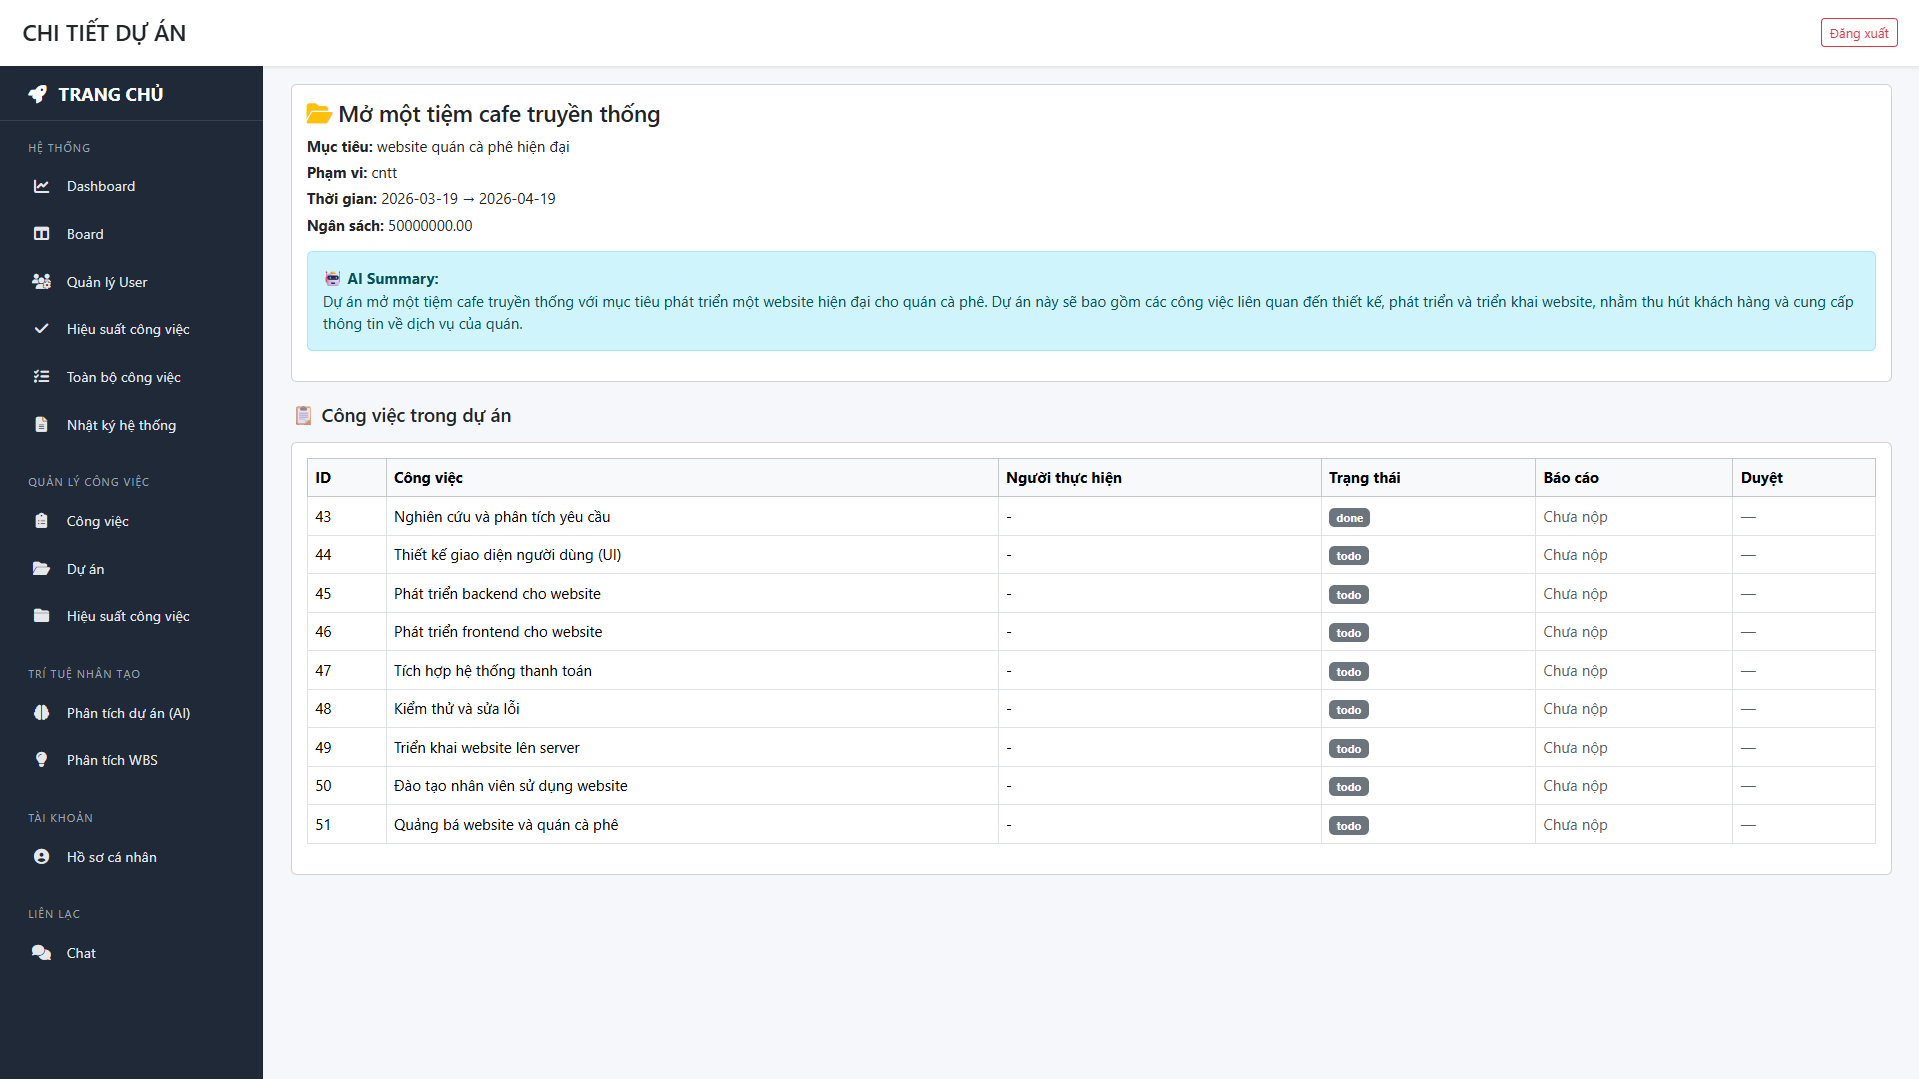 CHI TIẾT DỰ ÁN
Đăng xuất
TRANG CHỦ
HỆ THỐNG
Dashboard
Board
Quản lý User
Hiệu suất công việc
Toàn bộ công việc
Nhật ký hệ thống
QUẢN LÝ CÔNG VIỆC
Công việc
Dự án
Hiệu suất công việc
TRÍ TUỆ NHÂN TẠO
Phân tích dự án (AI)
Phân tích WBS
TÀI KHOẢN
Hồ sơ cá nhân
LIÊN LẠC
Chat
Mở một tiệm cafe truyền thống
Mục tiêu: website quán cà phê hiện đại
Phạm vi: cntt
Thời gian: 2026-03-19 → 2026-04-19
Ngân sách: 50000000.00
AI Summary:
Dự án mở một tiệm cafe truyền thống với mục tiêu phát triển một website hiện đại cho quán cà phê. Dự án này sẽ bao gồm các công việc liên quan đến thiết kế, phát triển và triển khai website, nhằm thu hút khách hàng và cung cấp
thông tin về dịch vụ của quán.
Công việc trong dự án
ID Công việc Người thực hiện Trạng thái Báo cáo Duyệt
43 Nghiên cứu và phân tích yêu cầu - done Chưa nộp —
44 Thiết kế giao diện người dùng (UI) - todo Chưa nộp —
45 Phát triển backend cho website - todo Chưa nộp —
46 Phát triển frontend cho website - todo Chưa nộp —
47 Tích hợp hệ thống thanh toán - todo Chưa nộp —
48 Kiểm thử và sửa lỗi - todo Chưa nộp —
49 Triển khai website lên server - todo Chưa nộp —
50 Đào tạo nhân viên sử dụng website - todo Chưa nộp —
51 Quảng bá website và quán cà phê - todo Chưa nộp —